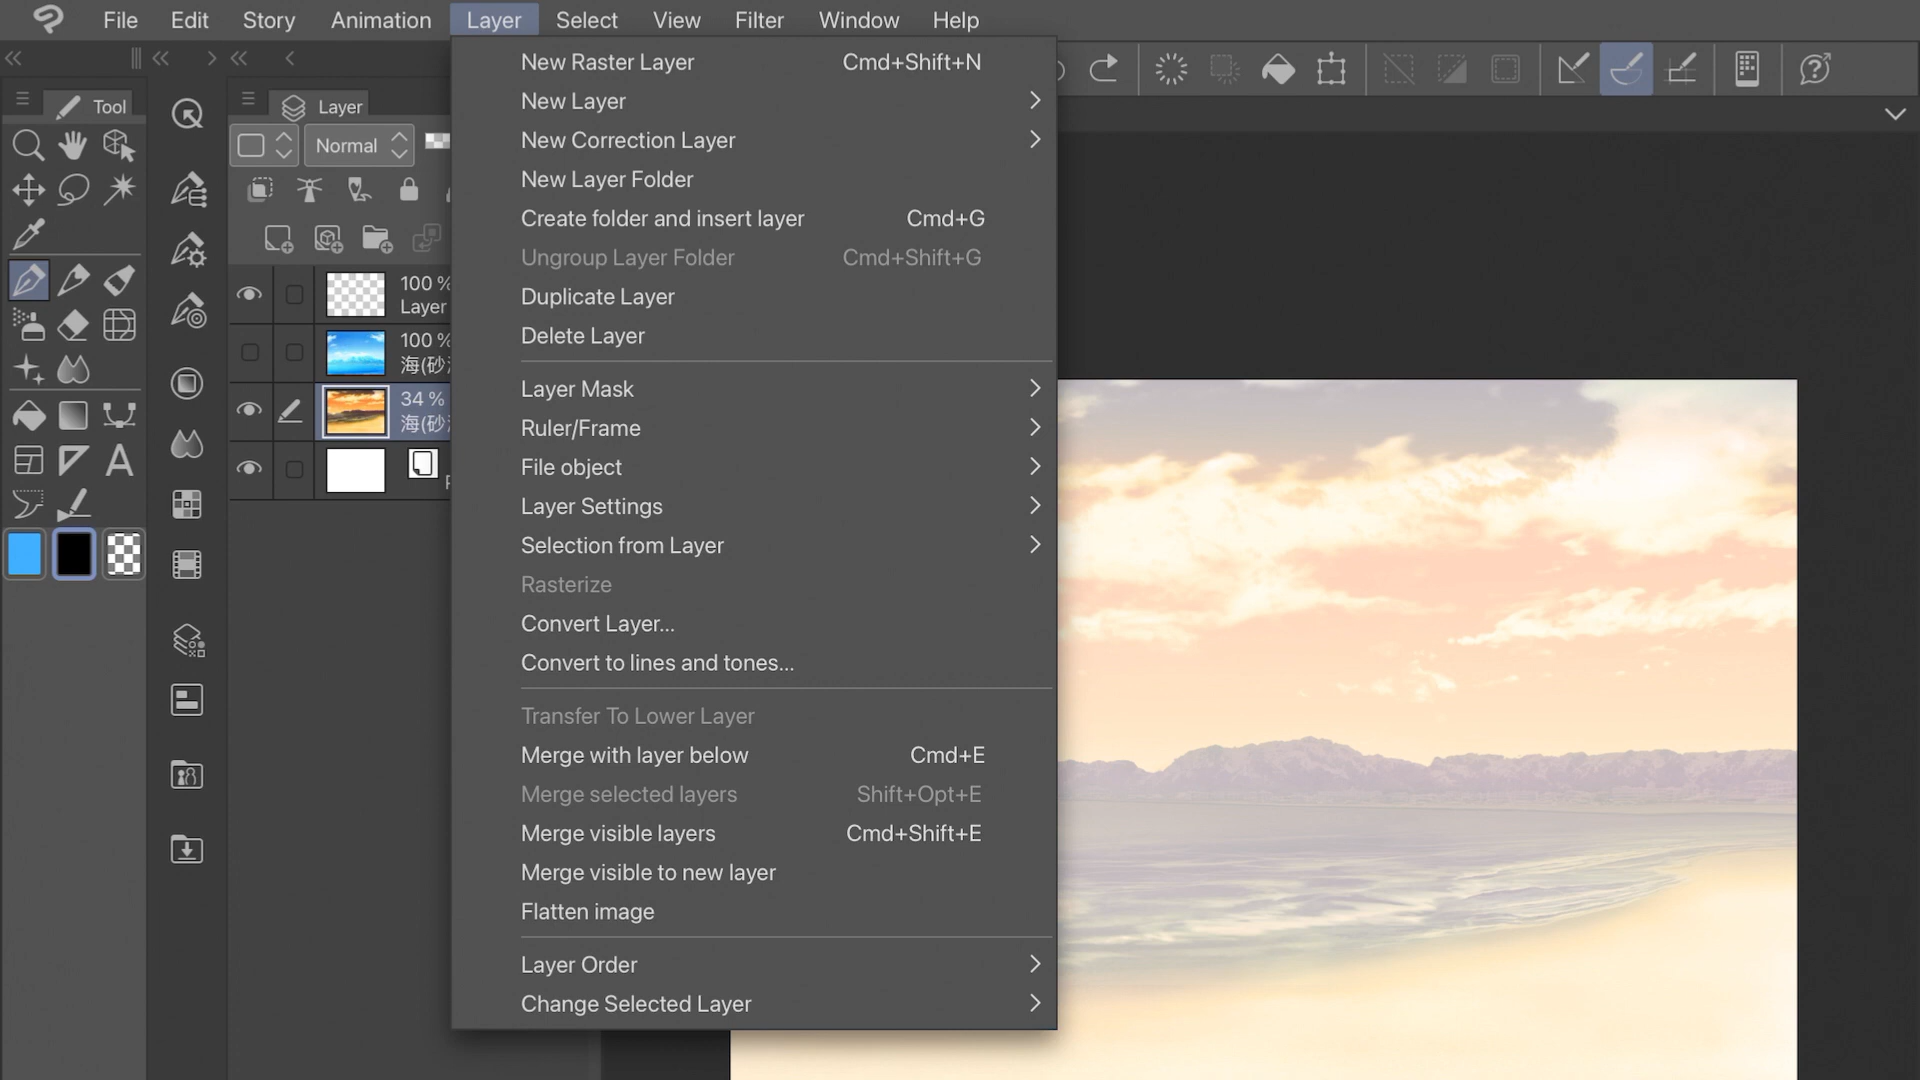 File Edit Story Animation Layer Select View Filter Window Help
Tool
Layer
Normal
100 %
Layer
100 %
海(砂
34 %
海(砂
New Raster Layer Cmd+Shift+N
New Layer
New Correction Layer
New Layer Folder
Create folder and insert layer Cmd+G
Ungroup Layer Folder Cmd+Shift+G
Duplicate Layer
Delete Layer
Layer Mask
Ruler/Frame
File object
Layer Settings
Selection from Layer
Rasterize
Convert Layer...
Convert to lines and tones...
Transfer To Lower Layer
Merge with layer below Cmd+E
Merge selected layers Shift+Opt+E
Merge visible layers Cmd+Shift+E
Merge visible to new layer
Flatten image
Layer Order
Change Selected Layer